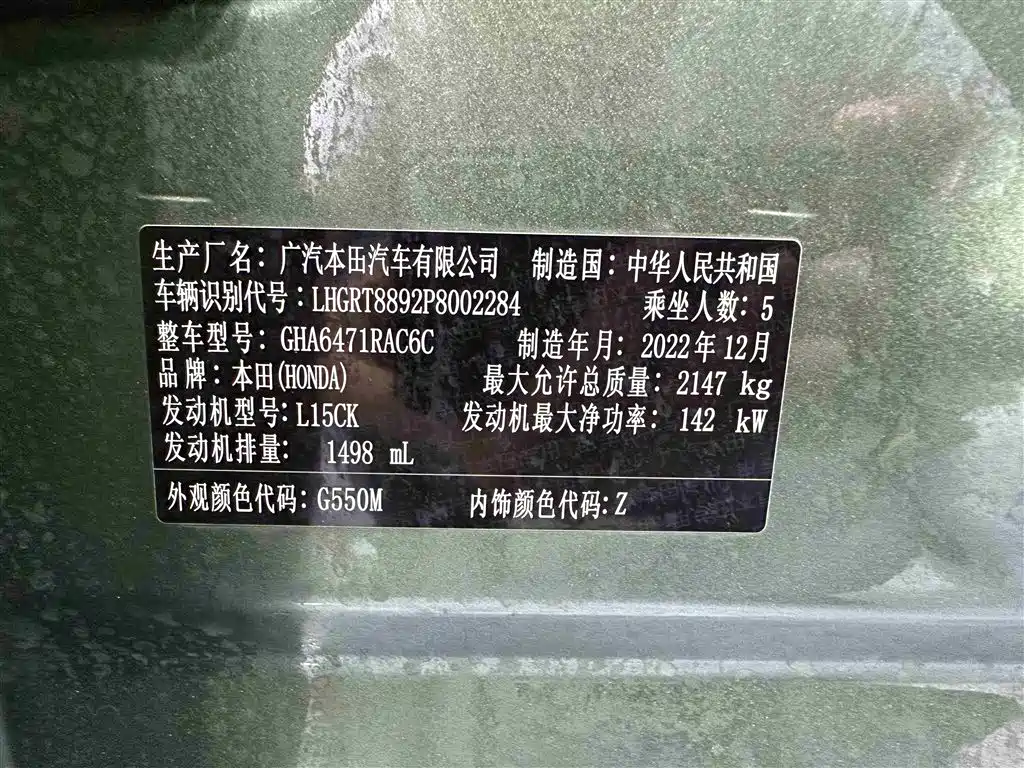 生产厂名：广汽本田汽车有限公司 制造国：中华人民共和国
车辆识别代号：LHGRT8892P8002284 乘坐人数：5
整车型号：GHA6471RAC6C 制造年月：2022年12月
品牌：本田(HONDA) 最大允许总质量：2147 kg
发动机型号：L15CK 发动机最大净功率：142 kW
发动机排量： 1498 mL
外观颜色代码：G550M 内饰颜色代码：Z